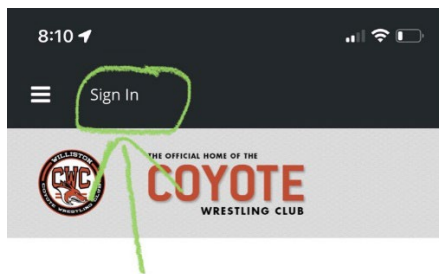 8:10
Sign In
WILLISTON
CWC
COYOTE WRESTLING CLUB
THE OFFICIAL HOME OF THE
COYOTE
WRESTLING CLUB